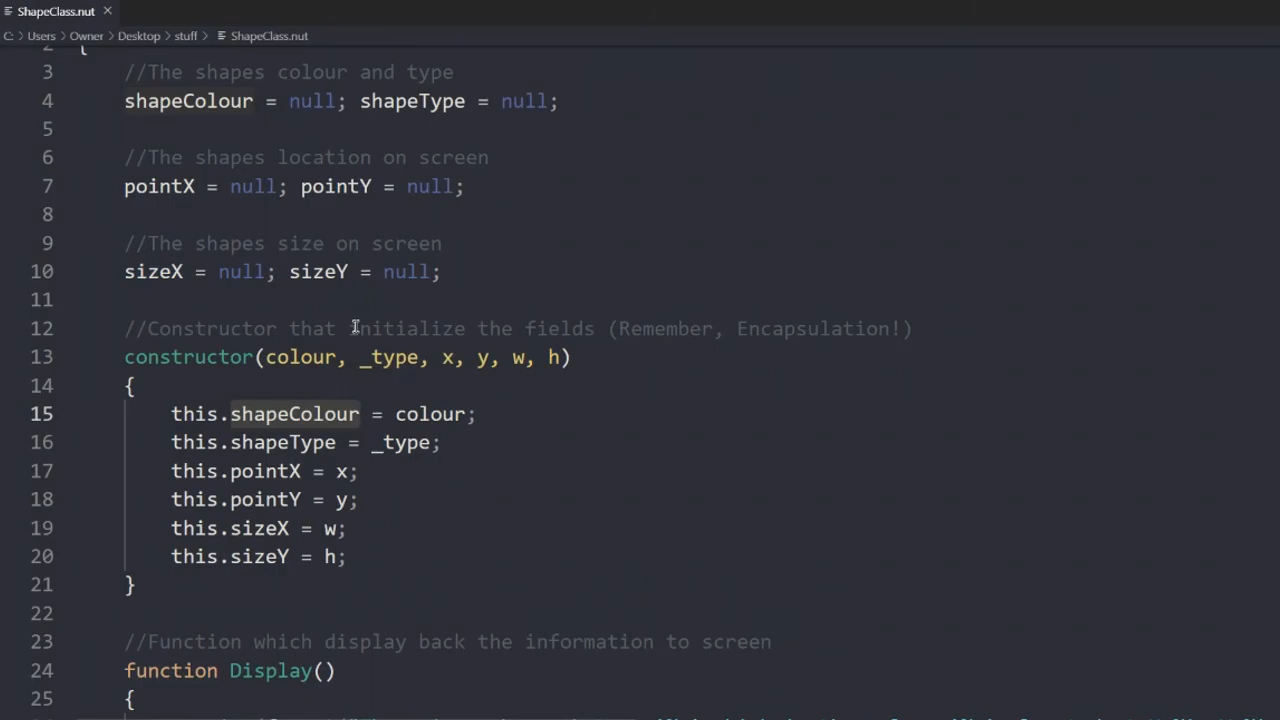 ShapeClass.nut ×
C: > Users > Owner > Desktop > stuff > ShapeClass.nut
2 {
3 //The shapes colour and type
4 shapeColour = null; shapeType = null;
5
6 //The shapes location on screen
7 pointX = null; pointY = null;
8
9 //The shapes size on screen
10 sizeX = null; sizeY = null;
11
12 //Constructor that initialize the fields (Remember, Encapsulation!)
13 constructor(colour, _type, x, y, w, h)
14 {
15 this.shapeColour = colour;
16 this.shapeType = _type;
17 this.pointX = x;
18 this.pointY = y;
19 this.sizeX = w;
20 this.sizeY = h;
21 }
22
23 //Function which display back the information to screen
24 function Display()
25 {